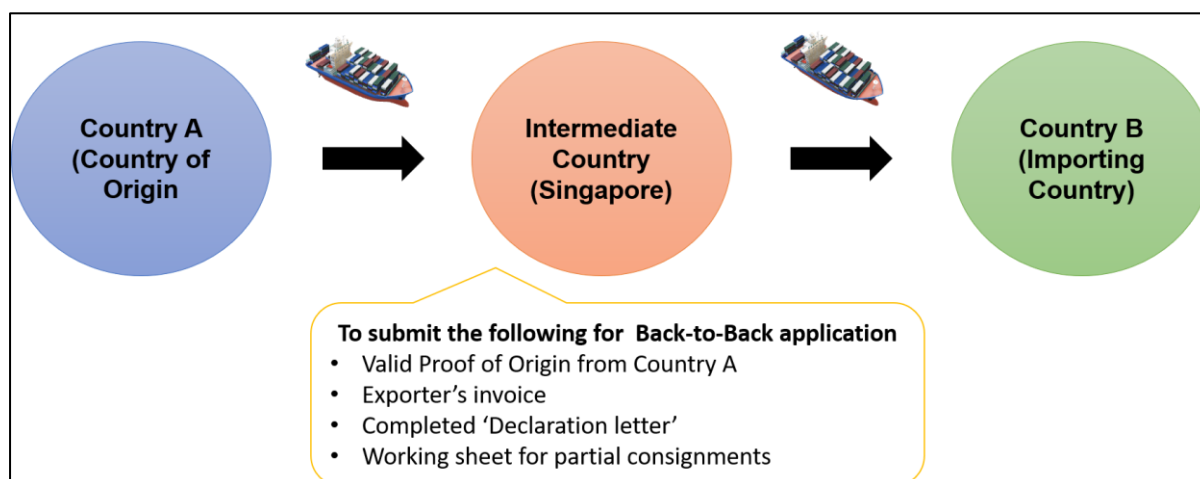 Country A
(Country of
Origin
Intermediate
Country
(Singapore)
Country B
(Importing
Country)
To submit the following for Back-to-Back application
• Valid Proof of Origin from Country A
• Exporter’s invoice
• Completed ‘Declaration letter’
• Working sheet for partial consignments